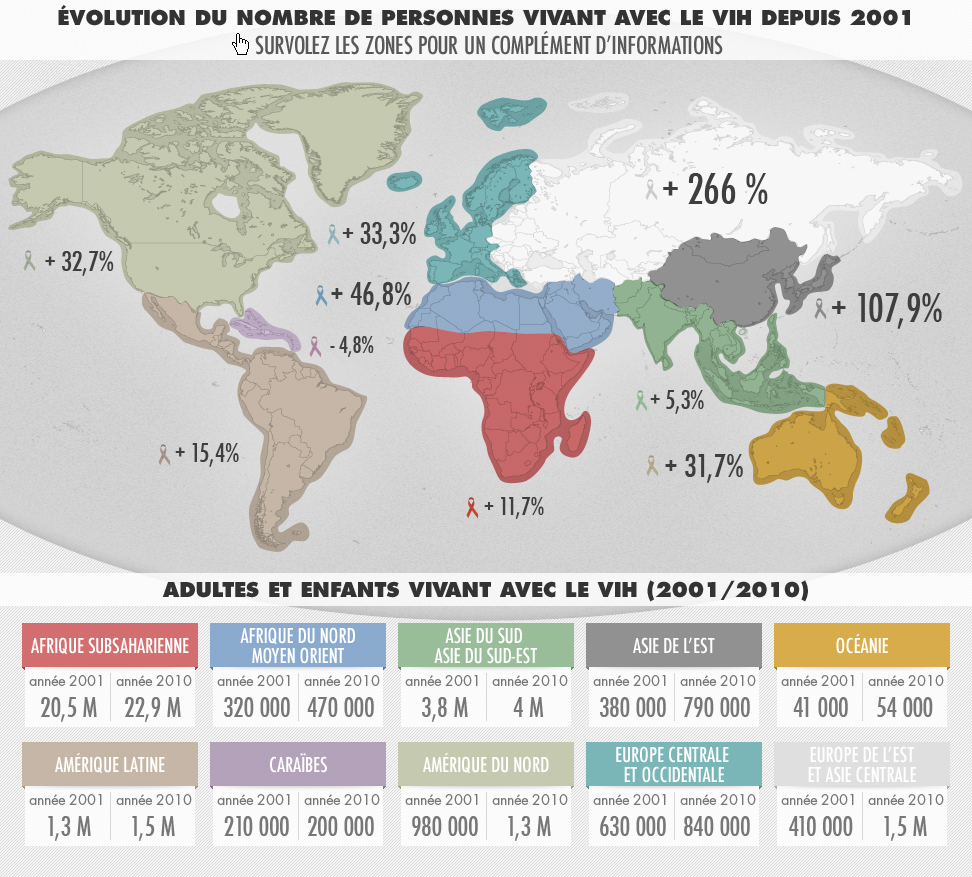 ÉVOLUTION DU NOMBRE DE PERSONNES VIVANT AVEC LE VIH DEPUIS 2001
SURVOLEZ LES ZONES POUR UN COMPLÉMENT D'INFORMATIONS
+ 266 %
+ 33,3%
+ 32,7%
+ 46,8%
+ 107,9%
- 4,8%
+ 5,3%
+ 15,4%
+ 31,7%
+ 11,7%
ADULTES ET ENFANTS VIVANT AVEC LE VIH (2001/2010)
AFRIQUE SUBSAHARIENNE
année 2001 année 2010
20,5 M 22,9 M
AFRIQUE DU NORD
MOYEN ORIENT
année 2001 année 2010
320 000 470 000
ASIE DU SUD
ASIE DU SUD-EST
année 2001 année 2010
3,8 M 4 M
ASIE DE L'EST
année 2001 année 2010
380 000 790 000
OCÉANIE
année 2001 année 2010
41 000 54 000
AMÉRIQUE LATINE
année 2001 année 2010
1,3 M 1,5 M
CARAÏBES
année 2001 année 2010
210 000 200 000
AMÉRIQUE DU NORD
année 2001 année 2010
980 000 1,3 M
EUROPE CENTRALE
ET OCCIDENTALE
année 2001 année 2010
630 000 840 000
EUROPE DE L'EST
ET ASIE CENTRALE
année 2001 année 2010
410 000 1,5 M